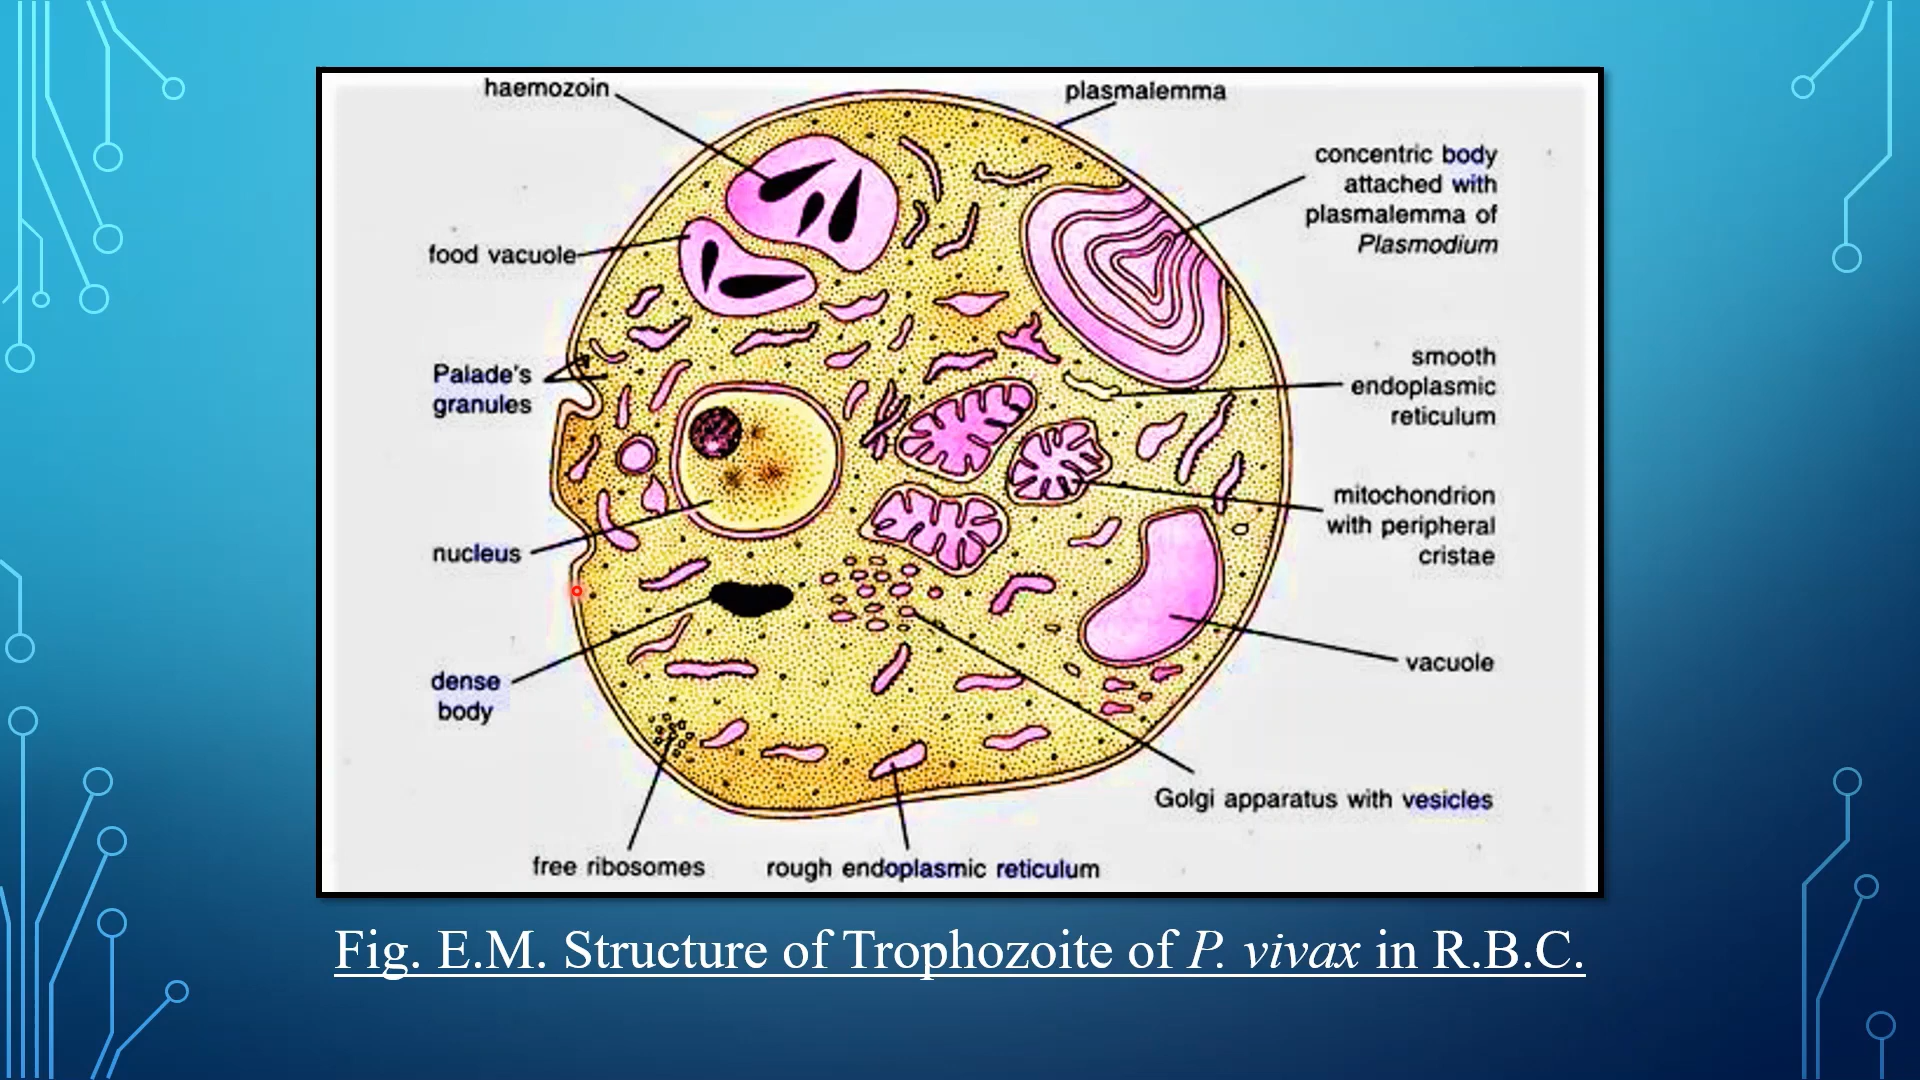 haemozoin
plasmalemma
concentric body
attached with
plasmalemma of
Plasmodium
food vacuole
smooth
endoplasmic
reticulum
Palade's
granules
mitochondrion
with peripheral
cristae
nucleus
vacuole
dense
body
Golgi apparatus with vesicles
free ribosomes
rough endoplasmic reticulum
Fig. E.M. Structure of Trophozoite of P. vivax in R.B.C.